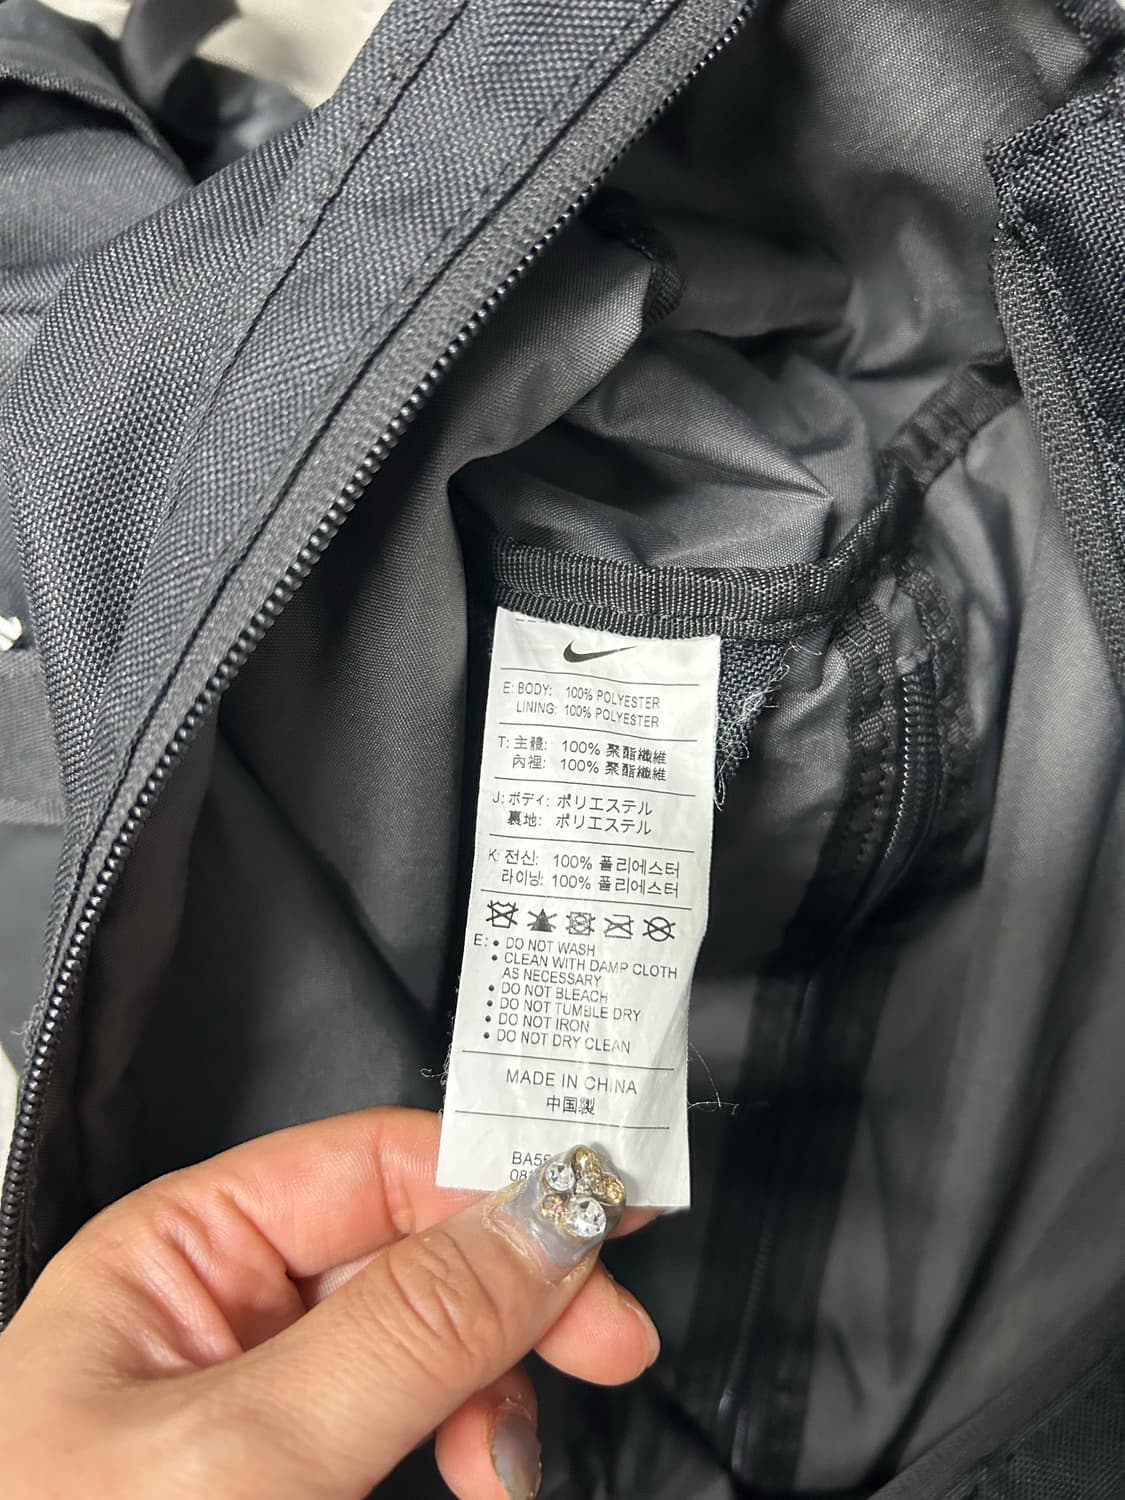 E: BODY: 100% POLYESTER
LINING: 100% POLYESTER
T: 主體: 100% 聚酯纖維
內裡: 100% 聚酯纖維
J: ボディ: ポリエステル
裏地: ポリエステル
K: 전신: 100% 폴리에스터
라이닝: 100% 폴리에스터
E: • DO NOT WASH
• CLEAN WITH DAMP CLOTH
AS NECESSARY
• DO NOT BLEACH
• DO NOT TUMBLE DRY
• DO NOT IRON
• DO NOT DRY CLEAN
MADE IN CHINA
中国製